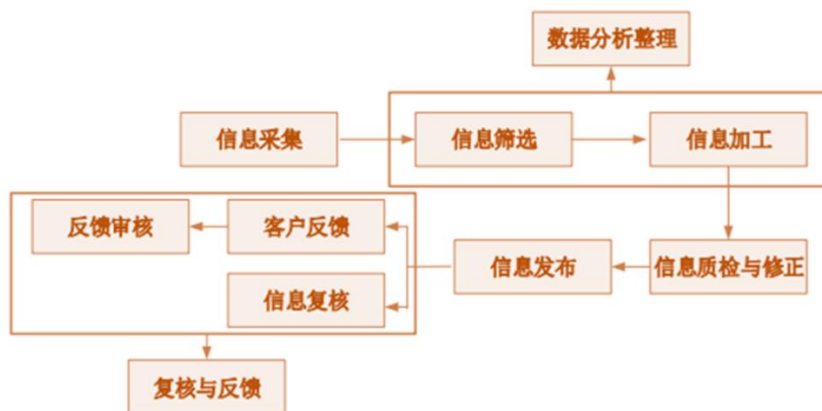 数据分析整理
信息采集
信息筛选
信息加工
反馈审核
客户反馈
信息发布
信息质检与修正
信息复核
复核与反馈